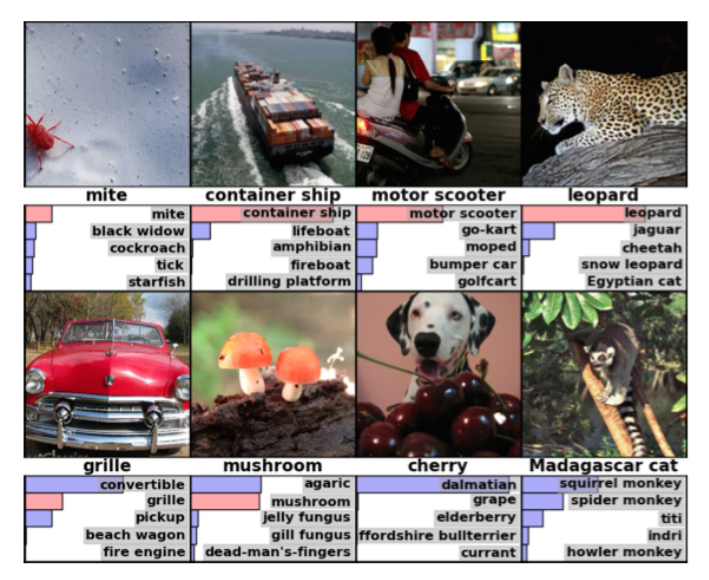 mite
container ship
motor scooter
leopard
mite
black widow
cockroach
tick
starfish
container ship
lifeboat
amphibian
fireboat
drilling platform
motor scooter
go-kart
moped
bumper car
golfcart
leopard
jaguar
cheetah
snow leopard
Egyptian cat
grille
mushroom
cherry
Madagascar cat
convertible
grille
pickup
beach wagon
fire engine
agaric
mushroom
jelly fungus
gill fungus
dead-man's-fingers
dalmatian
grape
elderberry
ffordshire bullterrier
currant
squirrel monkey
spider monkey
titi
indri
howler monkey